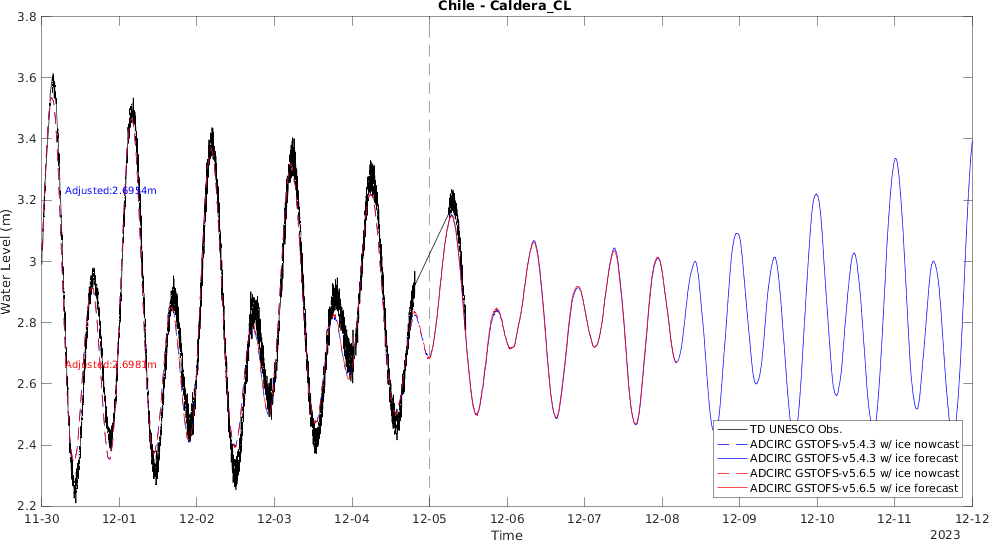 Chile - Caldera_CL
Water Level (m)
3.8
3.6
3.4
3.2
3
2.8
2.6
2.4
2.2
Adjusted:2.6954m
Adjusted:2.6981m
TD UNESCO Obs.
ADCIRC GSTOFS-v5.4.3 w/ ice nowcast
ADCIRC GSTOFS-v5.4.3 w/ ice forecast
ADCIRC GSTOFS-v5.6.5 w/ ice nowcast
ADCIRC GSTOFS-v5.6.5 w/ ice forecast
11-30 12-01 12-02 12-03 12-04 12-05 12-06 12-07 12-08 12-09 12-10 12-11 12-12
Time
2023